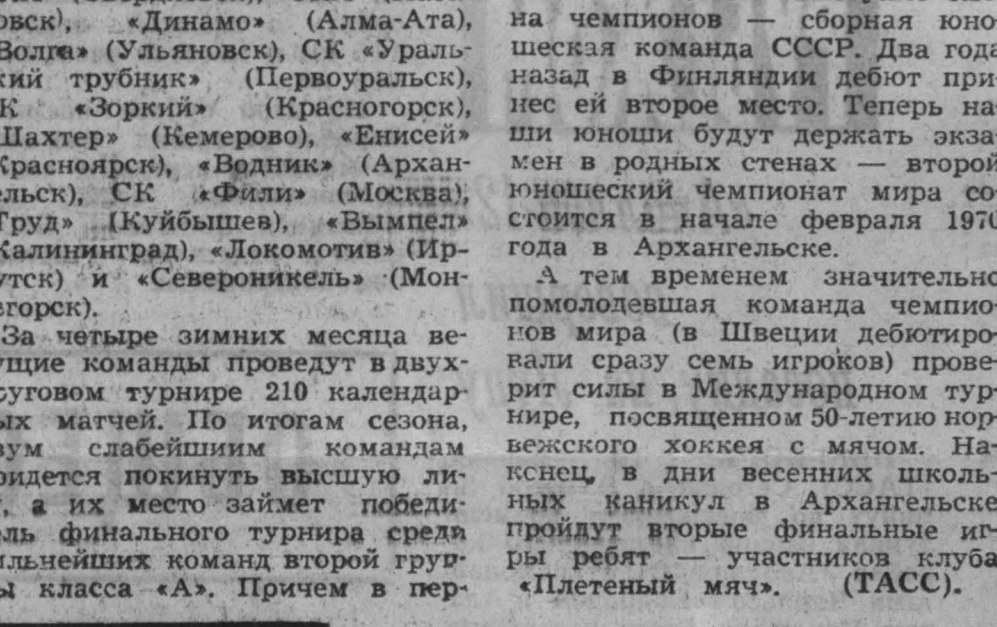 овск), «Динамо» (Алма-Ата),
Волга» (Ульяновск), СК «Ураль-
кий трубник» (Первоуральск),
К «Зоркий» (Красногорск),
Шахтер» (Кемерово), «Енисей»
Красноярск), «Водник» (Архан-
ельск), СК «Фили» (Москва),
Труд» (Куйбышев), «Вымпел»
Калининград), «Локомотив» (Ир-
утск) и «Североникель» (Мон-
егорск).
За четыре зимних месяца ве-
ущие команды проведут в двух-
уговом турнире 210 календар-
ых матчей. По итогам сезона,
вум слабейшиим командам
ридется покинуть высшую ли-
, а их место займет победи-
ель финального турнира среди
ильнейших команд второй груп-
ы класса «А». Причем в пер-
на чемпионов — сборная юно-
шеская команда СССР. Два года
назад в Финляндии дебют при-
нес ей второе место. Теперь на-
ши юноши будут держать экза-
мен в родных стенах — второй
юношеский чемпионат мира со-
стоится в начале февраля 1970
года в Архангельске.
А тем временем значительно
помолодевшая команда чемпио-
нов мира (в Швеции дебютиро-
вали сразу семь игроков) прове-
рит силы в Международном тур-
нире, посвященном 50-летию нор-
вежского хоккея с мячом. На-
конец, в дни весенних школь-
ных каникул в Архангельске
пройдут вторые финальные иг-
ры ребят — участников клуба
«Плетеный мяч». (ТАСС).